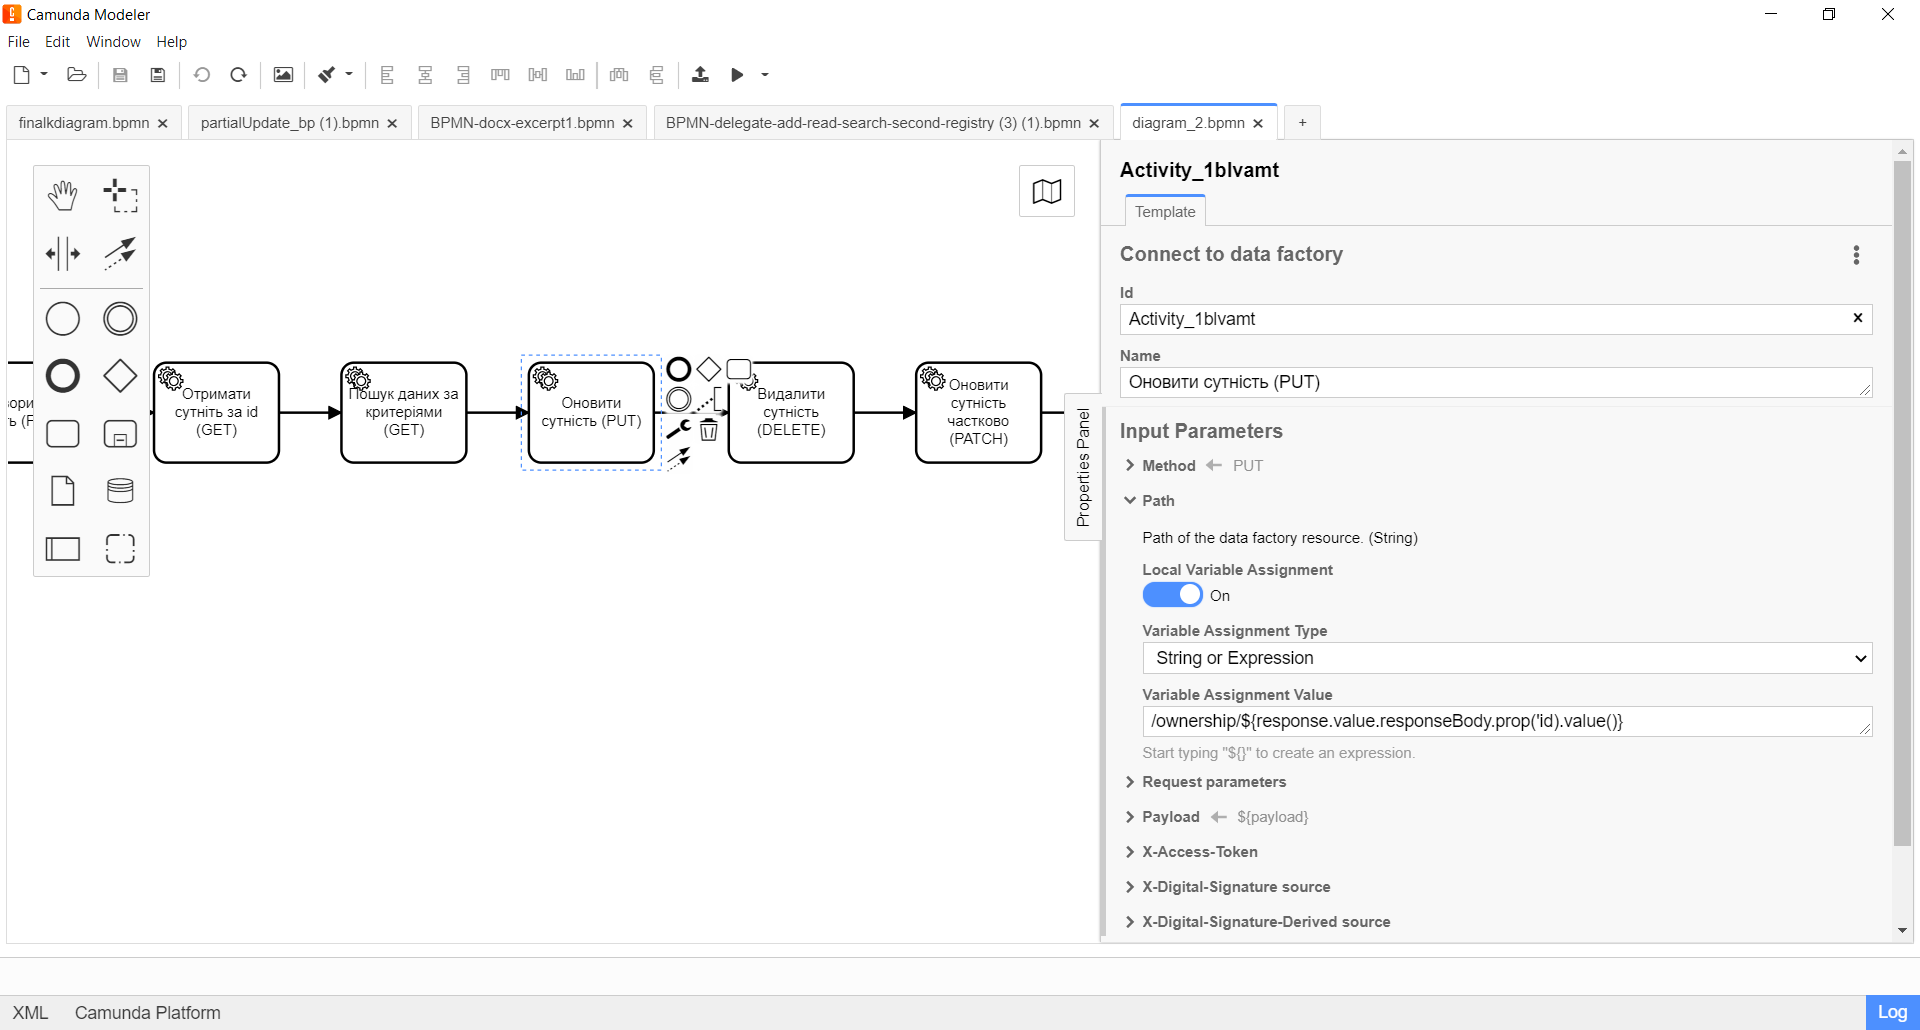 Camunda Modeler
File Edit Window Help
finalkdiagram.bpmn
partialUpdate_bp (1).bpmn
BPMN-docx-excerpt1.bpmn
BPMN-delegate-add-read-search-second-registry (3) (1).bpmn
diagram_2.bpmn
+
Отримати
сутніть за id
(GET)
Пошук даних за
критеріями
(GET)
Оновити
сутність (PUT)
Видалити
сутність
(DELETE)
Оновити
сутність
частково
(PATCH)
Properties Panel
Activity_1blvamt
Template
Connect to data factory
Id
Activity_1blvamt
Name
Оновити сутність (PUT)
Input Parameters
Method ← PUT
Path
Path of the data factory resource. (String)
Local Variable Assignment
On
Variable Assignment Type
String or Expression
Variable Assignment Value
/ownership/${response.value.responseBody.prop('id).value()}
Start typing "${}" to create an expression.
Request parameters
Payload ← ${payload}
X-Access-Token
X-Digital-Signature source
X-Digital-Signature-Derived source
XML Camunda Platform
Log